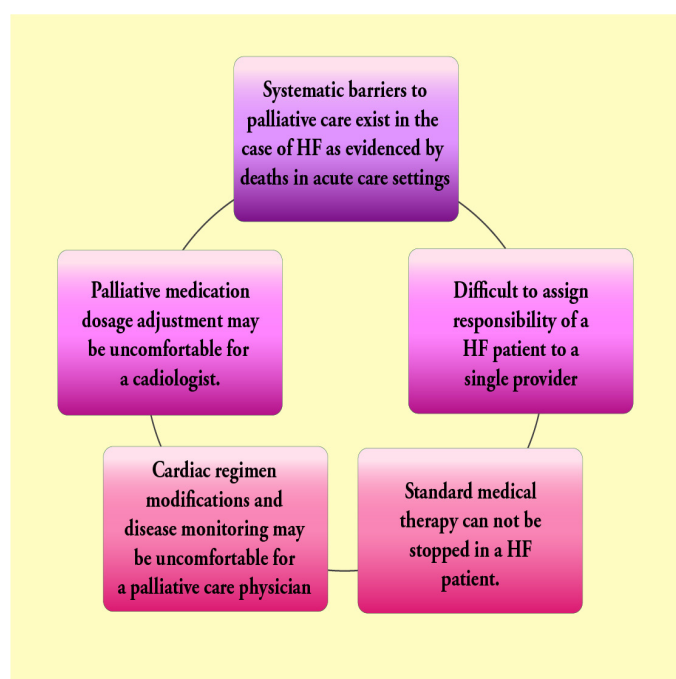 Systematic barriers to
palliative care exist in the
case of HF as evidenced by
deaths in acute care settings
Difficult to assign
responsibility of a
HF patient to a
single provider
Standard medical
therapy can not be
stopped in a HF
patient.
Cardiac regimen
modifications and
disease monitoring may
be uncomfortable for
a palliative care physician
Palliative medication
dosage adjustment may
be uncomfortable for
a cadiologist.